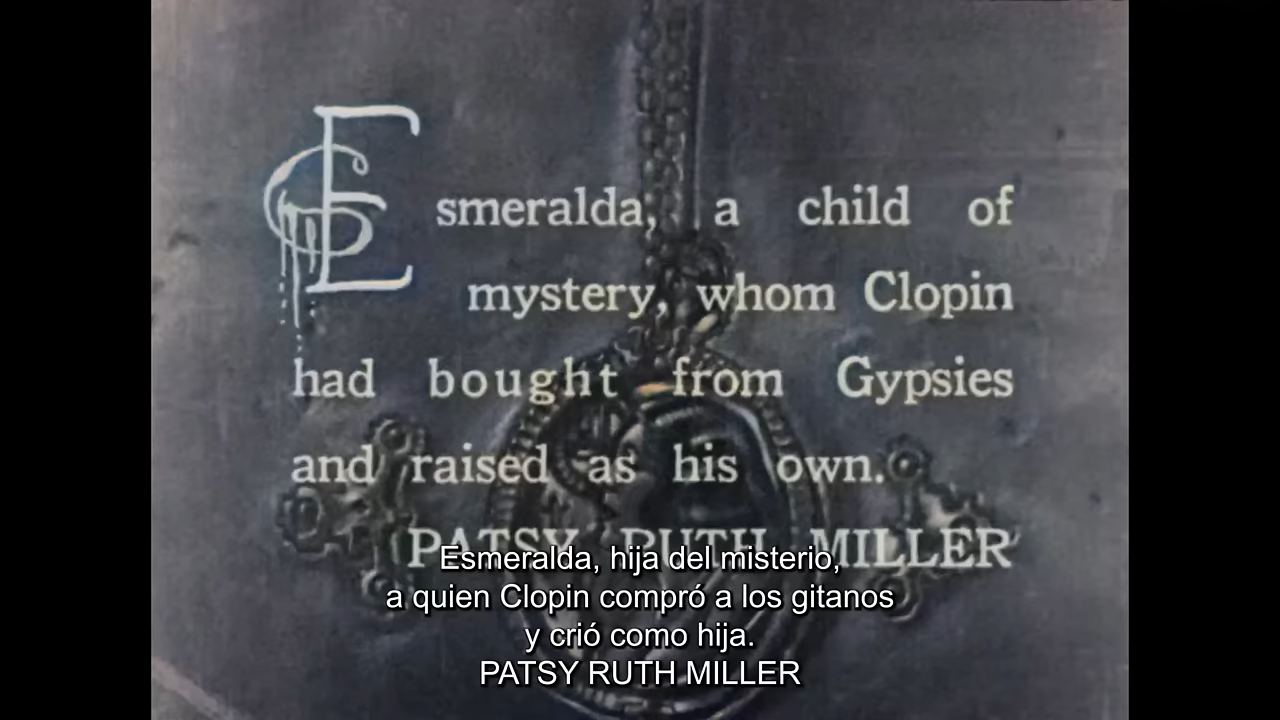 Esmeralda, a child of
mystery, whom Clopin
had bought from Gypsies
and raised as his own.
PATSY RUTH MILLER
Esmeralda, hija del misterio,
a quien Clopin compró a los gitanos
y crió como hija.
PATSY RUTH MILLER